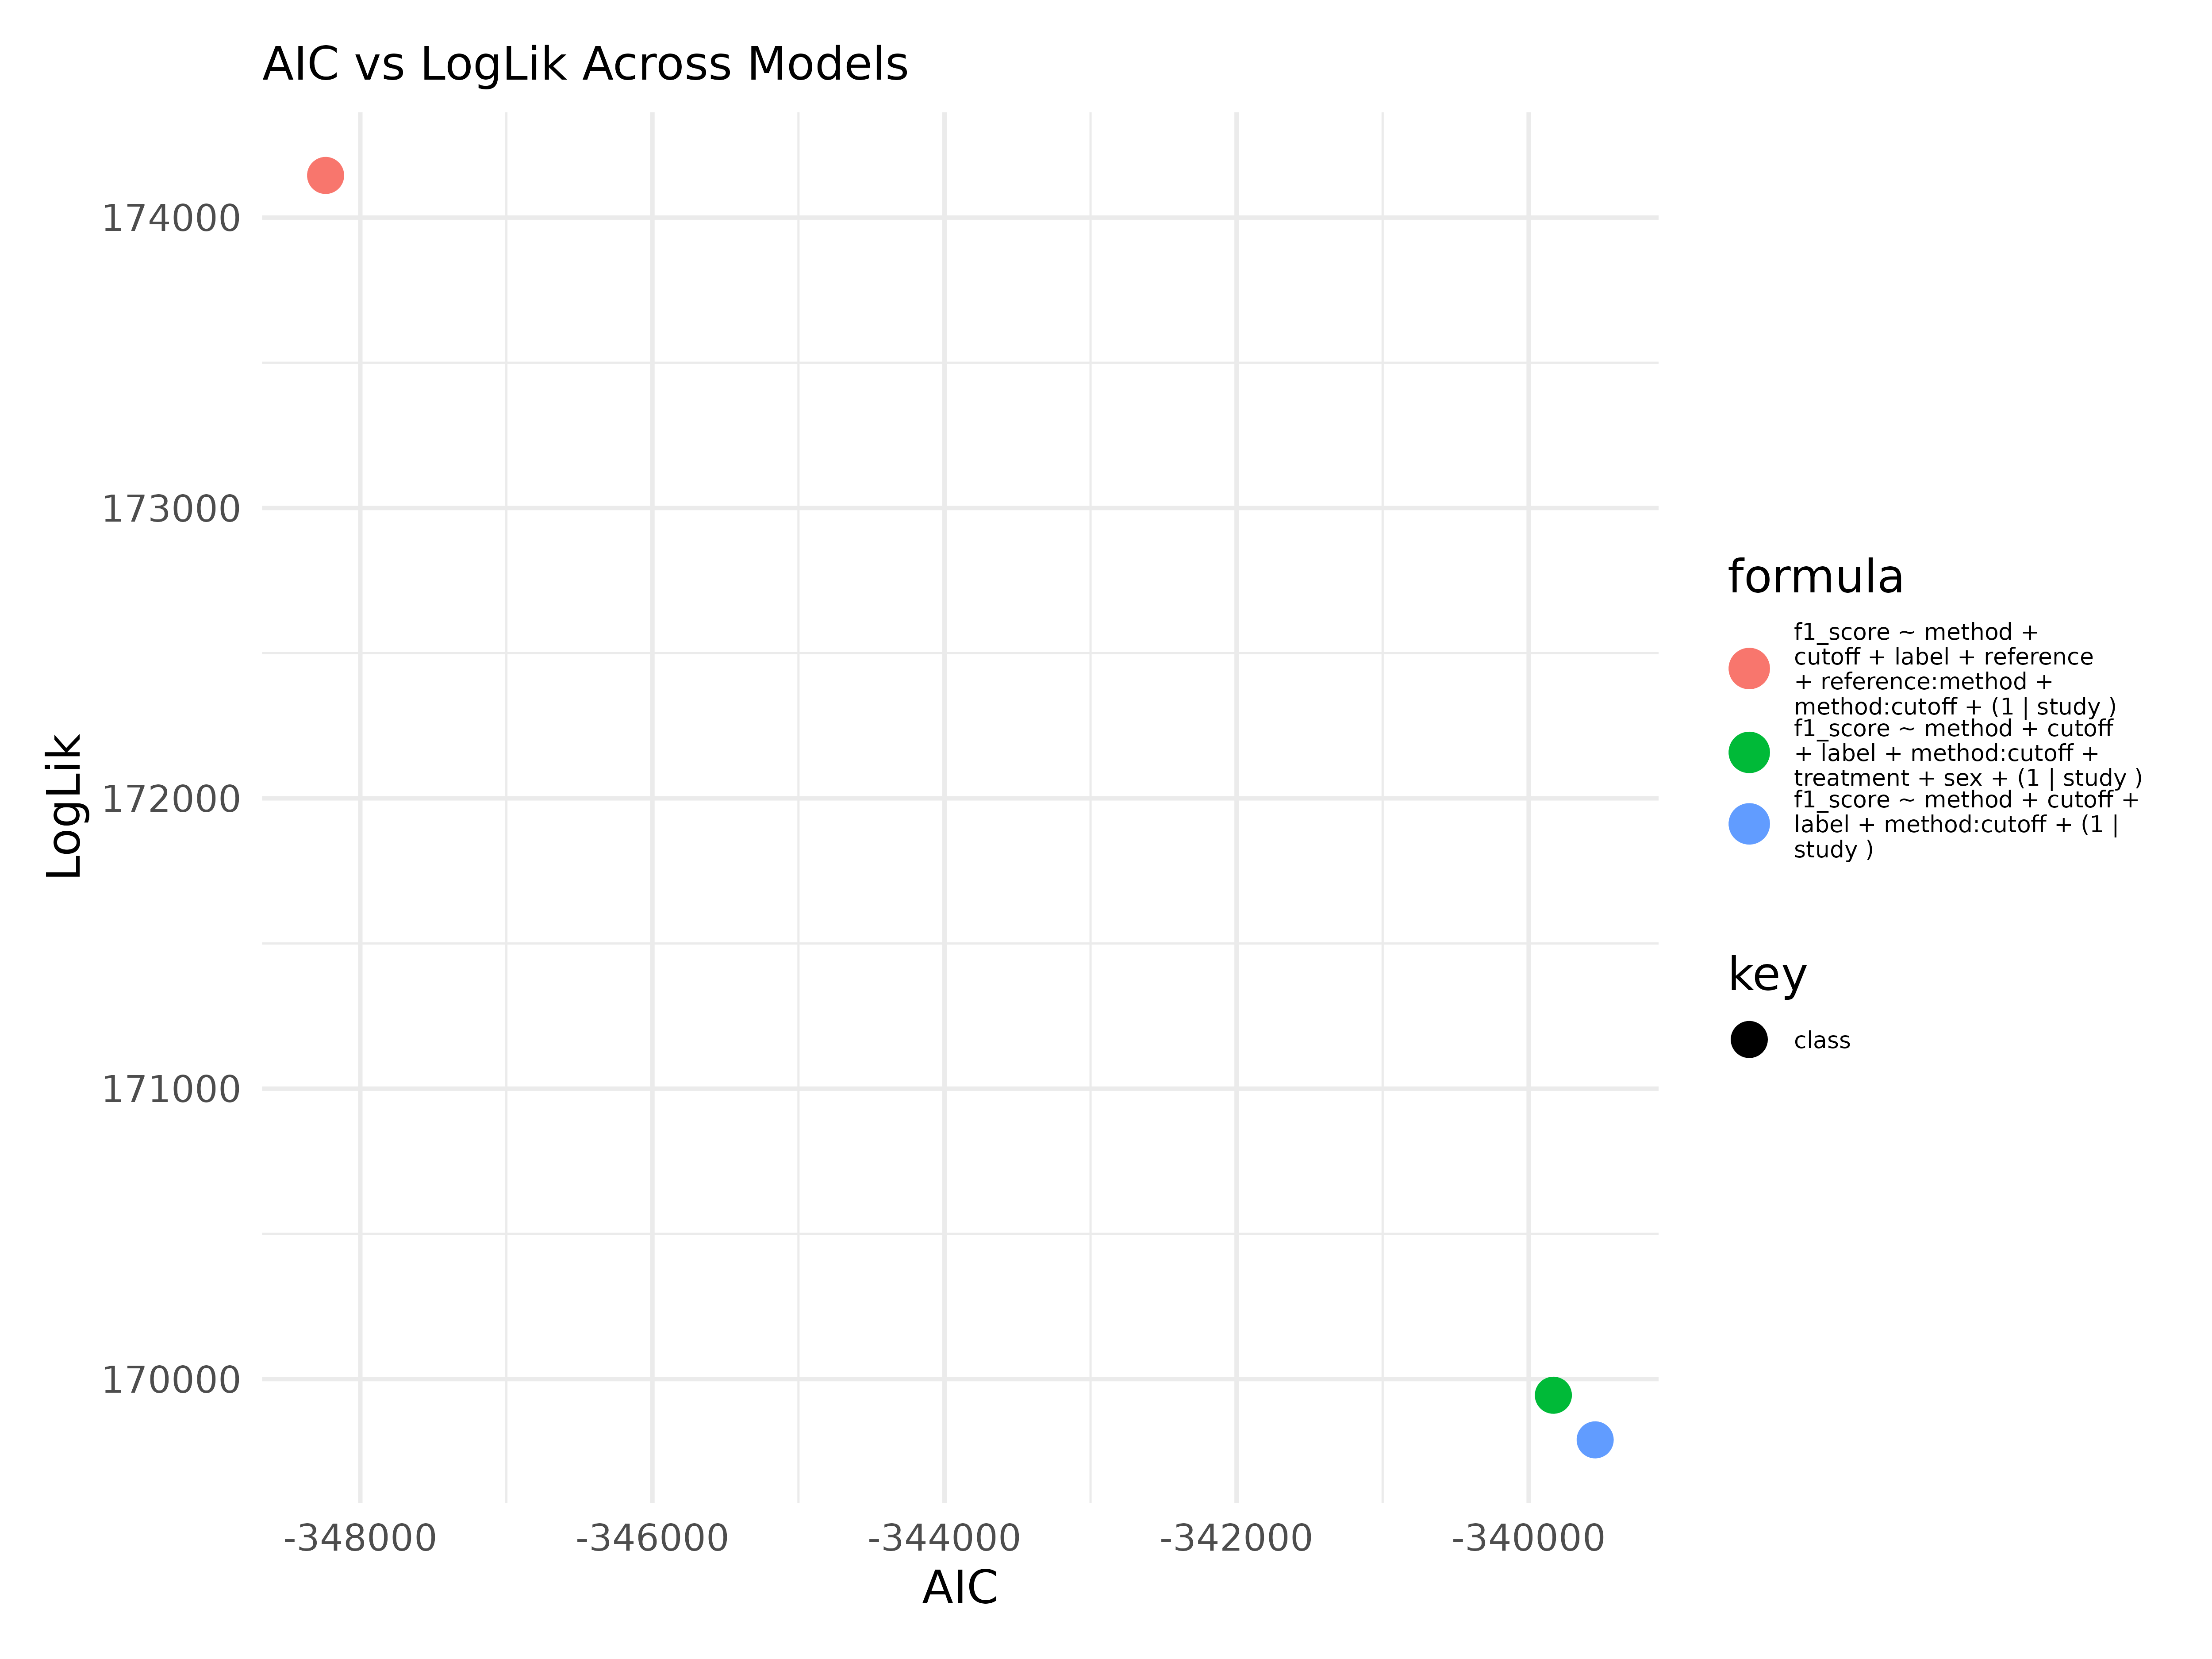 AIC vs LogLik Across Models
174000
173000
172000
171000
170000
LogLik
-348000
-346000
-344000
-342000
-340000
AIC
formula
f1_score ~ method +
cutoff + label + reference
+ reference:method +
method:cutoff + (1 | study )
f1_score ~ method + cutoff
+ label + method:cutoff +
treatment + sex + (1 | study )
f1_score ~ method + cutoff +
label + method:cutoff + (1 |
study )
key
class